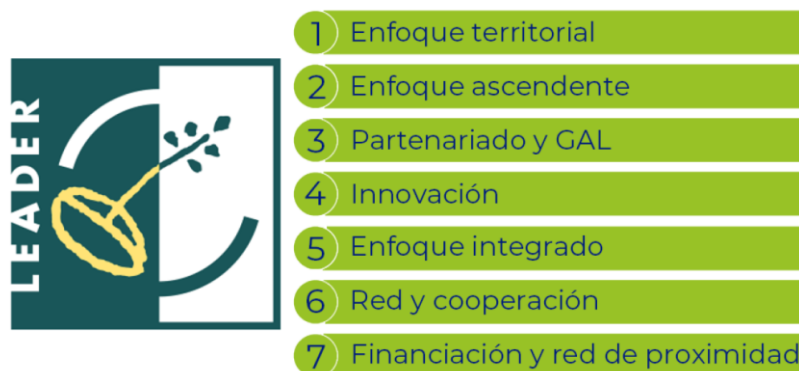 LEADER
1 Enfoque territorial
2 Enfoque ascendente
3 Partenariado y GAL
4 Innovación
5 Enfoque integrado
6 Red y cooperación
7 Financiación y red de proximidad